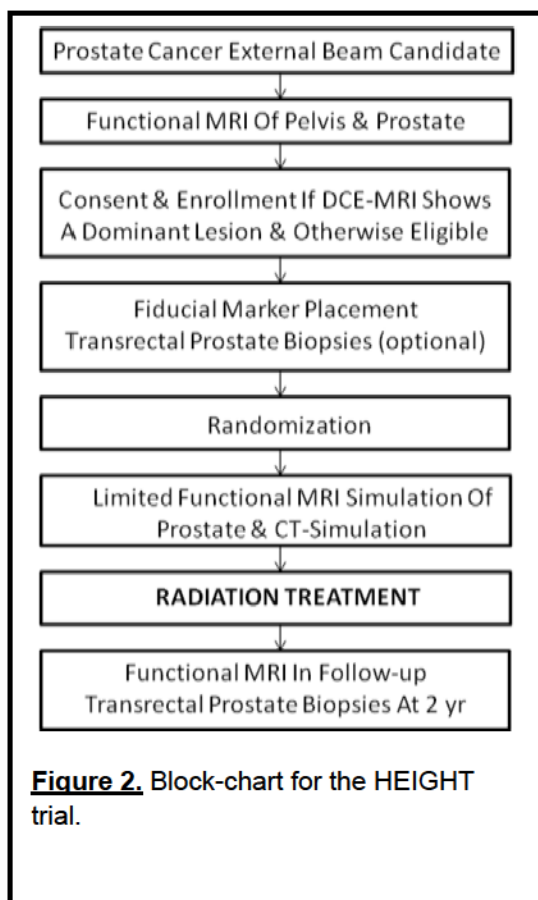 Prostate Cancer External Beam Candidate
Functional MRI Of Pelvis & Prostate
Consent & Enrollment If DCE-MRI Shows
A Dominant Lesion & Otherwise Eligible
Fiducial Marker Placement
Transrectal Prostate Biopsies (optional)
Randomization
Limited Functional MRI Simulation Of
Prostate & CT-Simulation
RADIATION TREATMENT
Functional MRI In Follow-up
Transrectal Prostate Biopsies At 2 yr
Figure 2. Block-chart for the HEIGHT
trial.